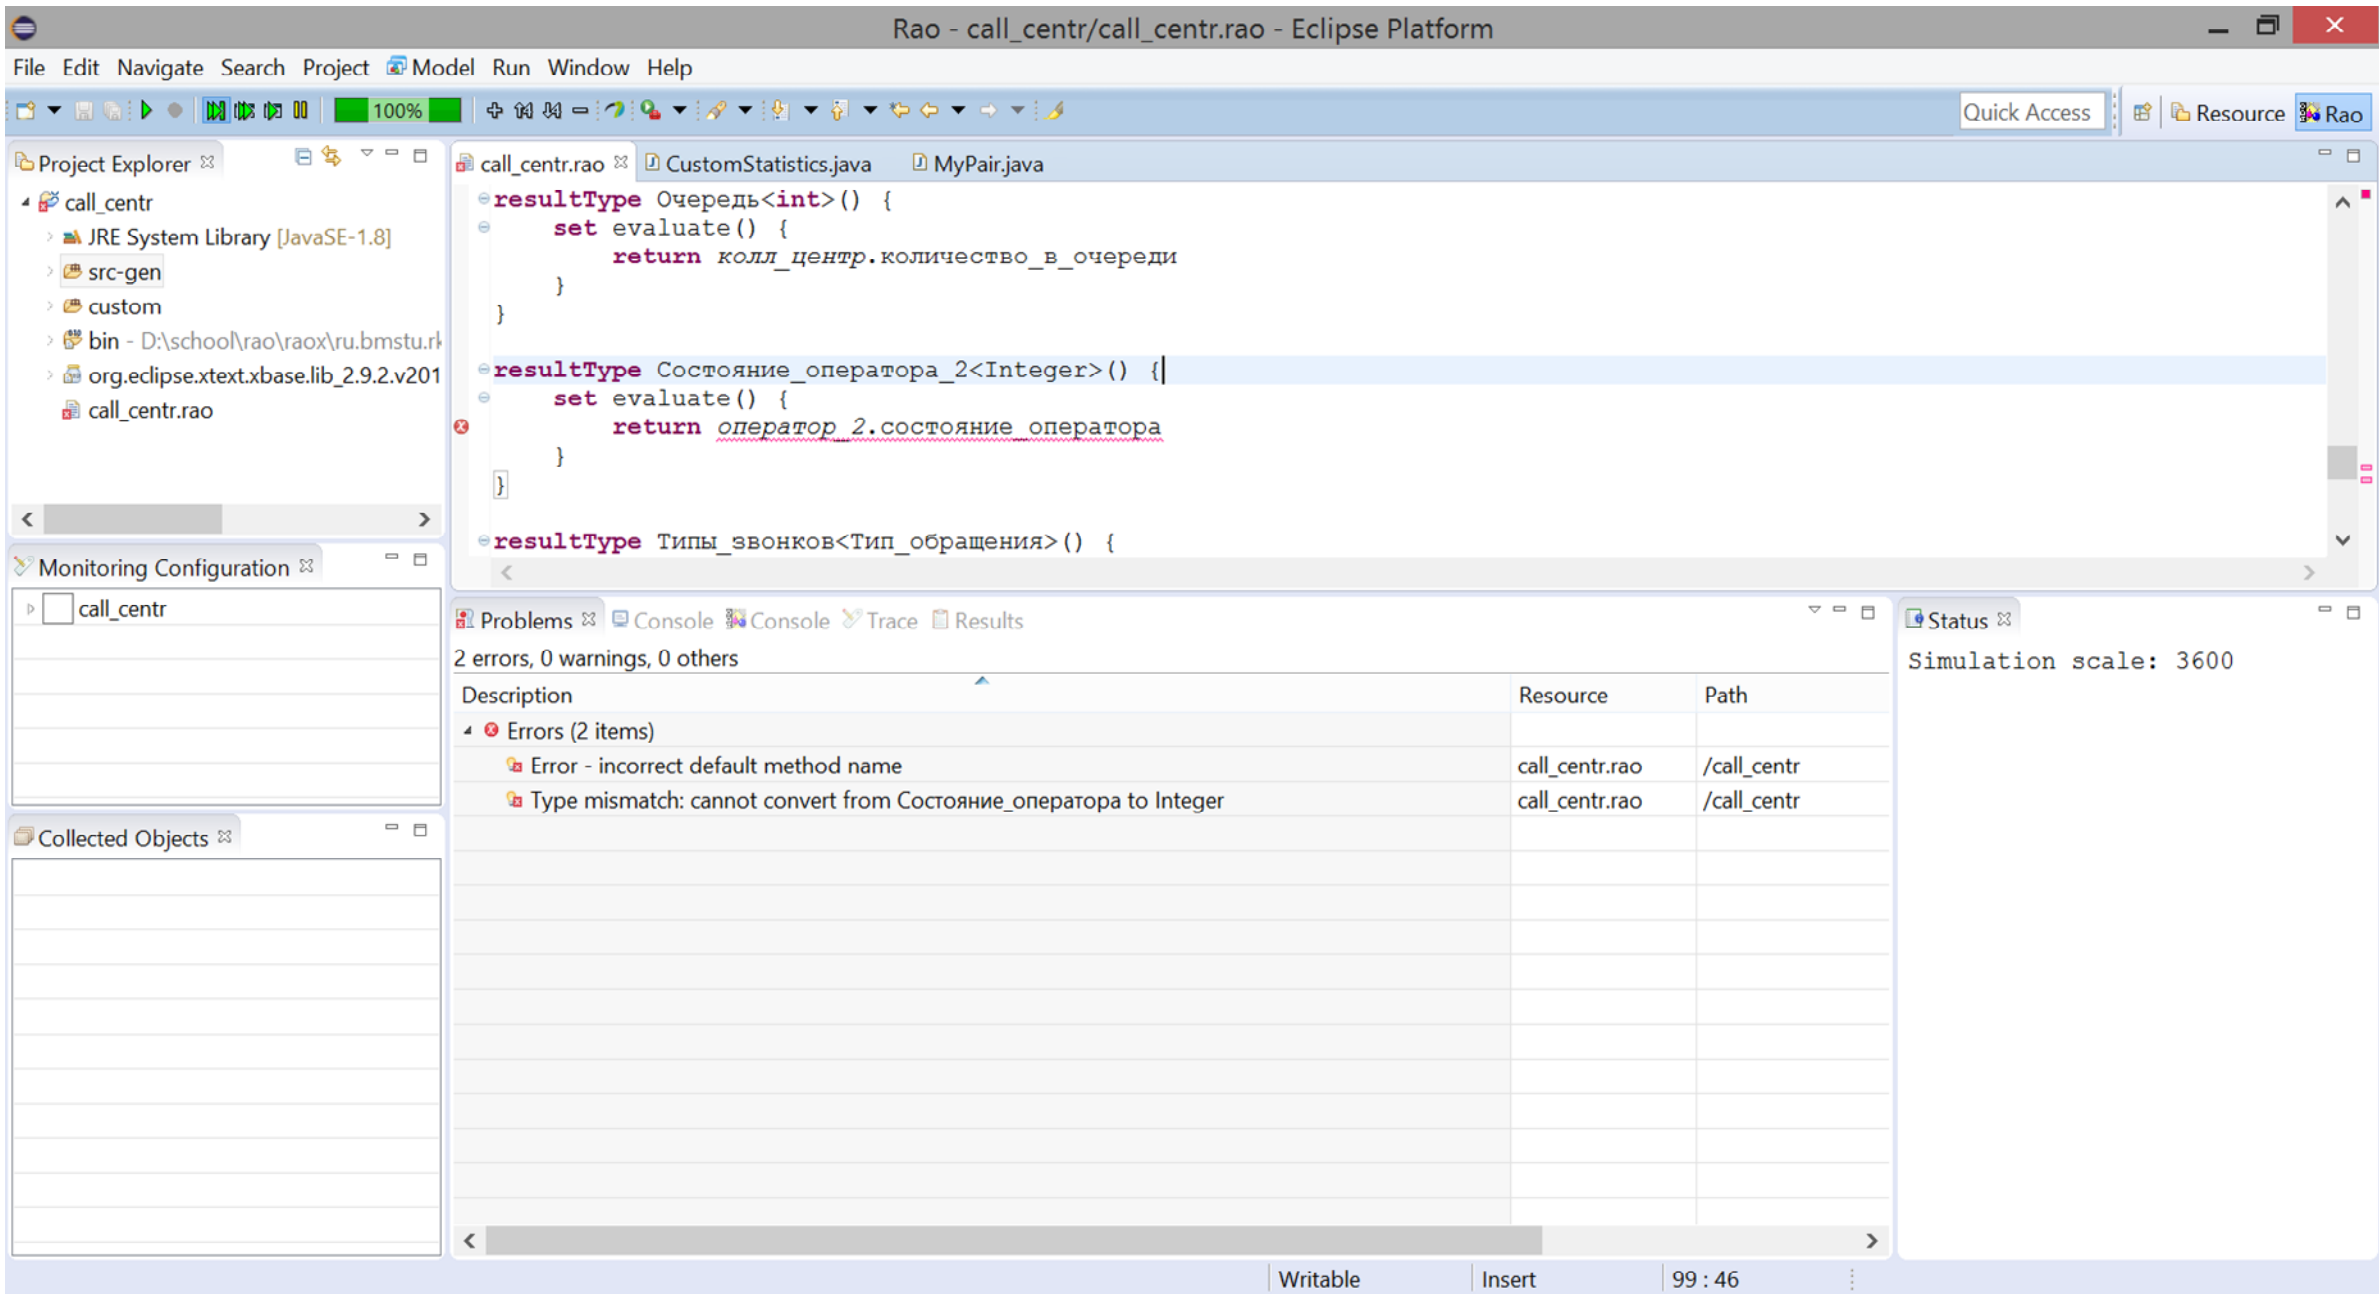 Rao - call_centr/call_centr.rao - Eclipse Platform
File Edit Navigate Search Project Model Run Window Help
100%
Quick Access
Resource
Rao
Project Explorer
call_centr
JRE System Library [JavaSE-1.8]
src-gen
custom
bin - D:\school\rao\raox\ru.bmstu.rk
org.eclipse.xtext.xbase.lib_2.9.2.v201
call_centr.rao
call_centr.rao
CustomStatistics.java
MyPair.java
resultType Очередь<int>() {
set evaluate() {
return колл_центр.количество_в_очереди
}
}
resultType Состояние_оператора_2<Integer>() {
set evaluate() {
return оператор_2.состояние_оператора
}
}
resultType Типы_звонков<Тип_обращения>() {
Monitoring Configuration
call_centr
Collected Objects
Problems Console Console Trace Results
2 errors, 0 warnings, 0 others
Description Resource Path
Errors (2 items)
Error - incorrect default method name call_centr.rao /call_centr
Type mismatch: cannot convert from Состояние_оператора to Integer call_centr.rao /call_centr
Status
Simulation scale: 3600
Writable Insert 99 : 46